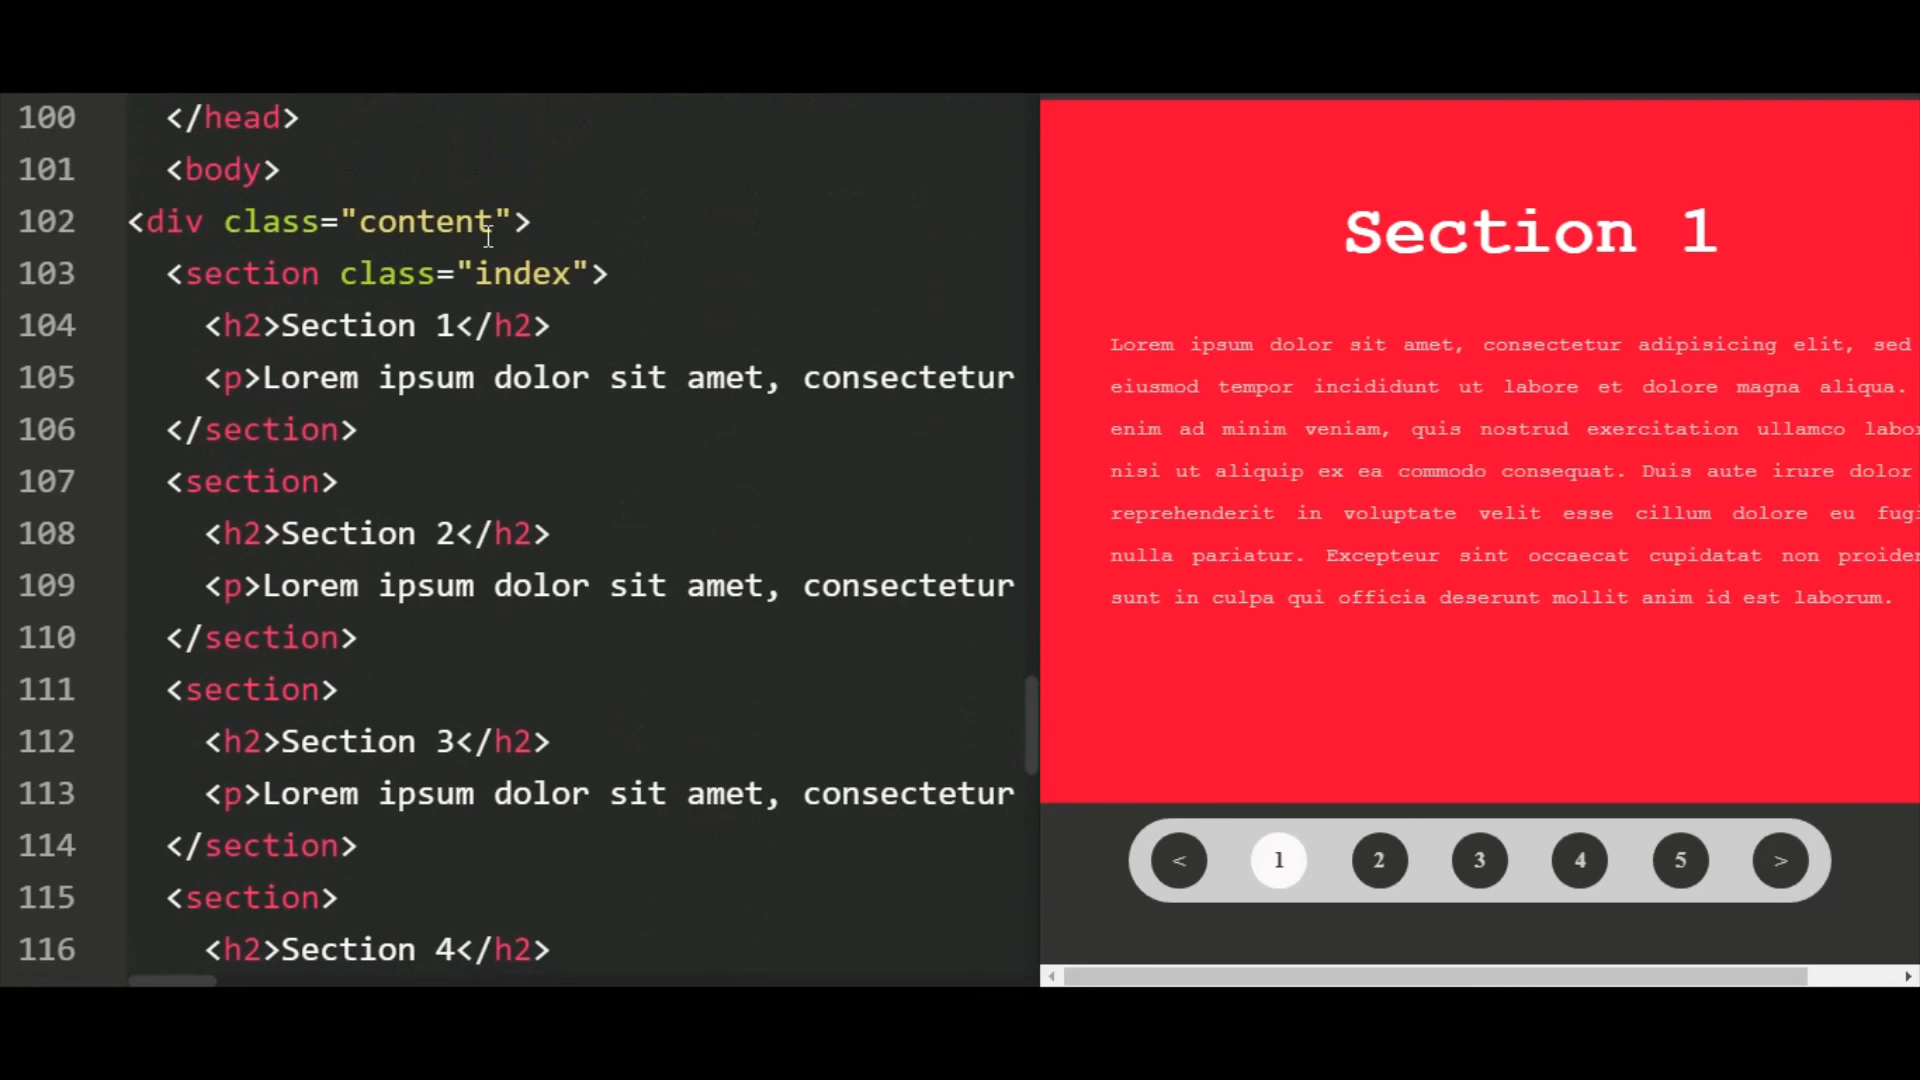 100 </head>
101 <body>
102 <div class="content">
103 <section class="index">
104 <h2>Section 1</h2>
105 <p>Lorem ipsum dolor sit amet, consectetur
106 </section>
107 <section>
108 <h2>Section 2</h2>
109 <p>Lorem ipsum dolor sit amet, consectetur
110 </section>
111 <section>
112 <h2>Section 3</h2>
113 <p>Lorem ipsum dolor sit amet, consectetur
114 </section>
115 <section>
116 <h2>Section 4</h2>
Section 1
Lorem ipsum dolor sit amet, consectetur adipisicing elit, sed
eiusmod tempor incididunt ut labore et dolore magna aliqua.
enim ad minim veniam, quis nostrud exercitation ullamco labor
nisi ut aliquip ex ea commodo consequat. Duis aute irure dolor
reprehenderit in voluptate velit esse cillum dolore eu fugi
nulla pariatur. Excepteur sint occaecat cupidatat non proiden
sunt in culpa qui officia deserunt mollit anim id est laborum.
< 1 2 3 4 5 >